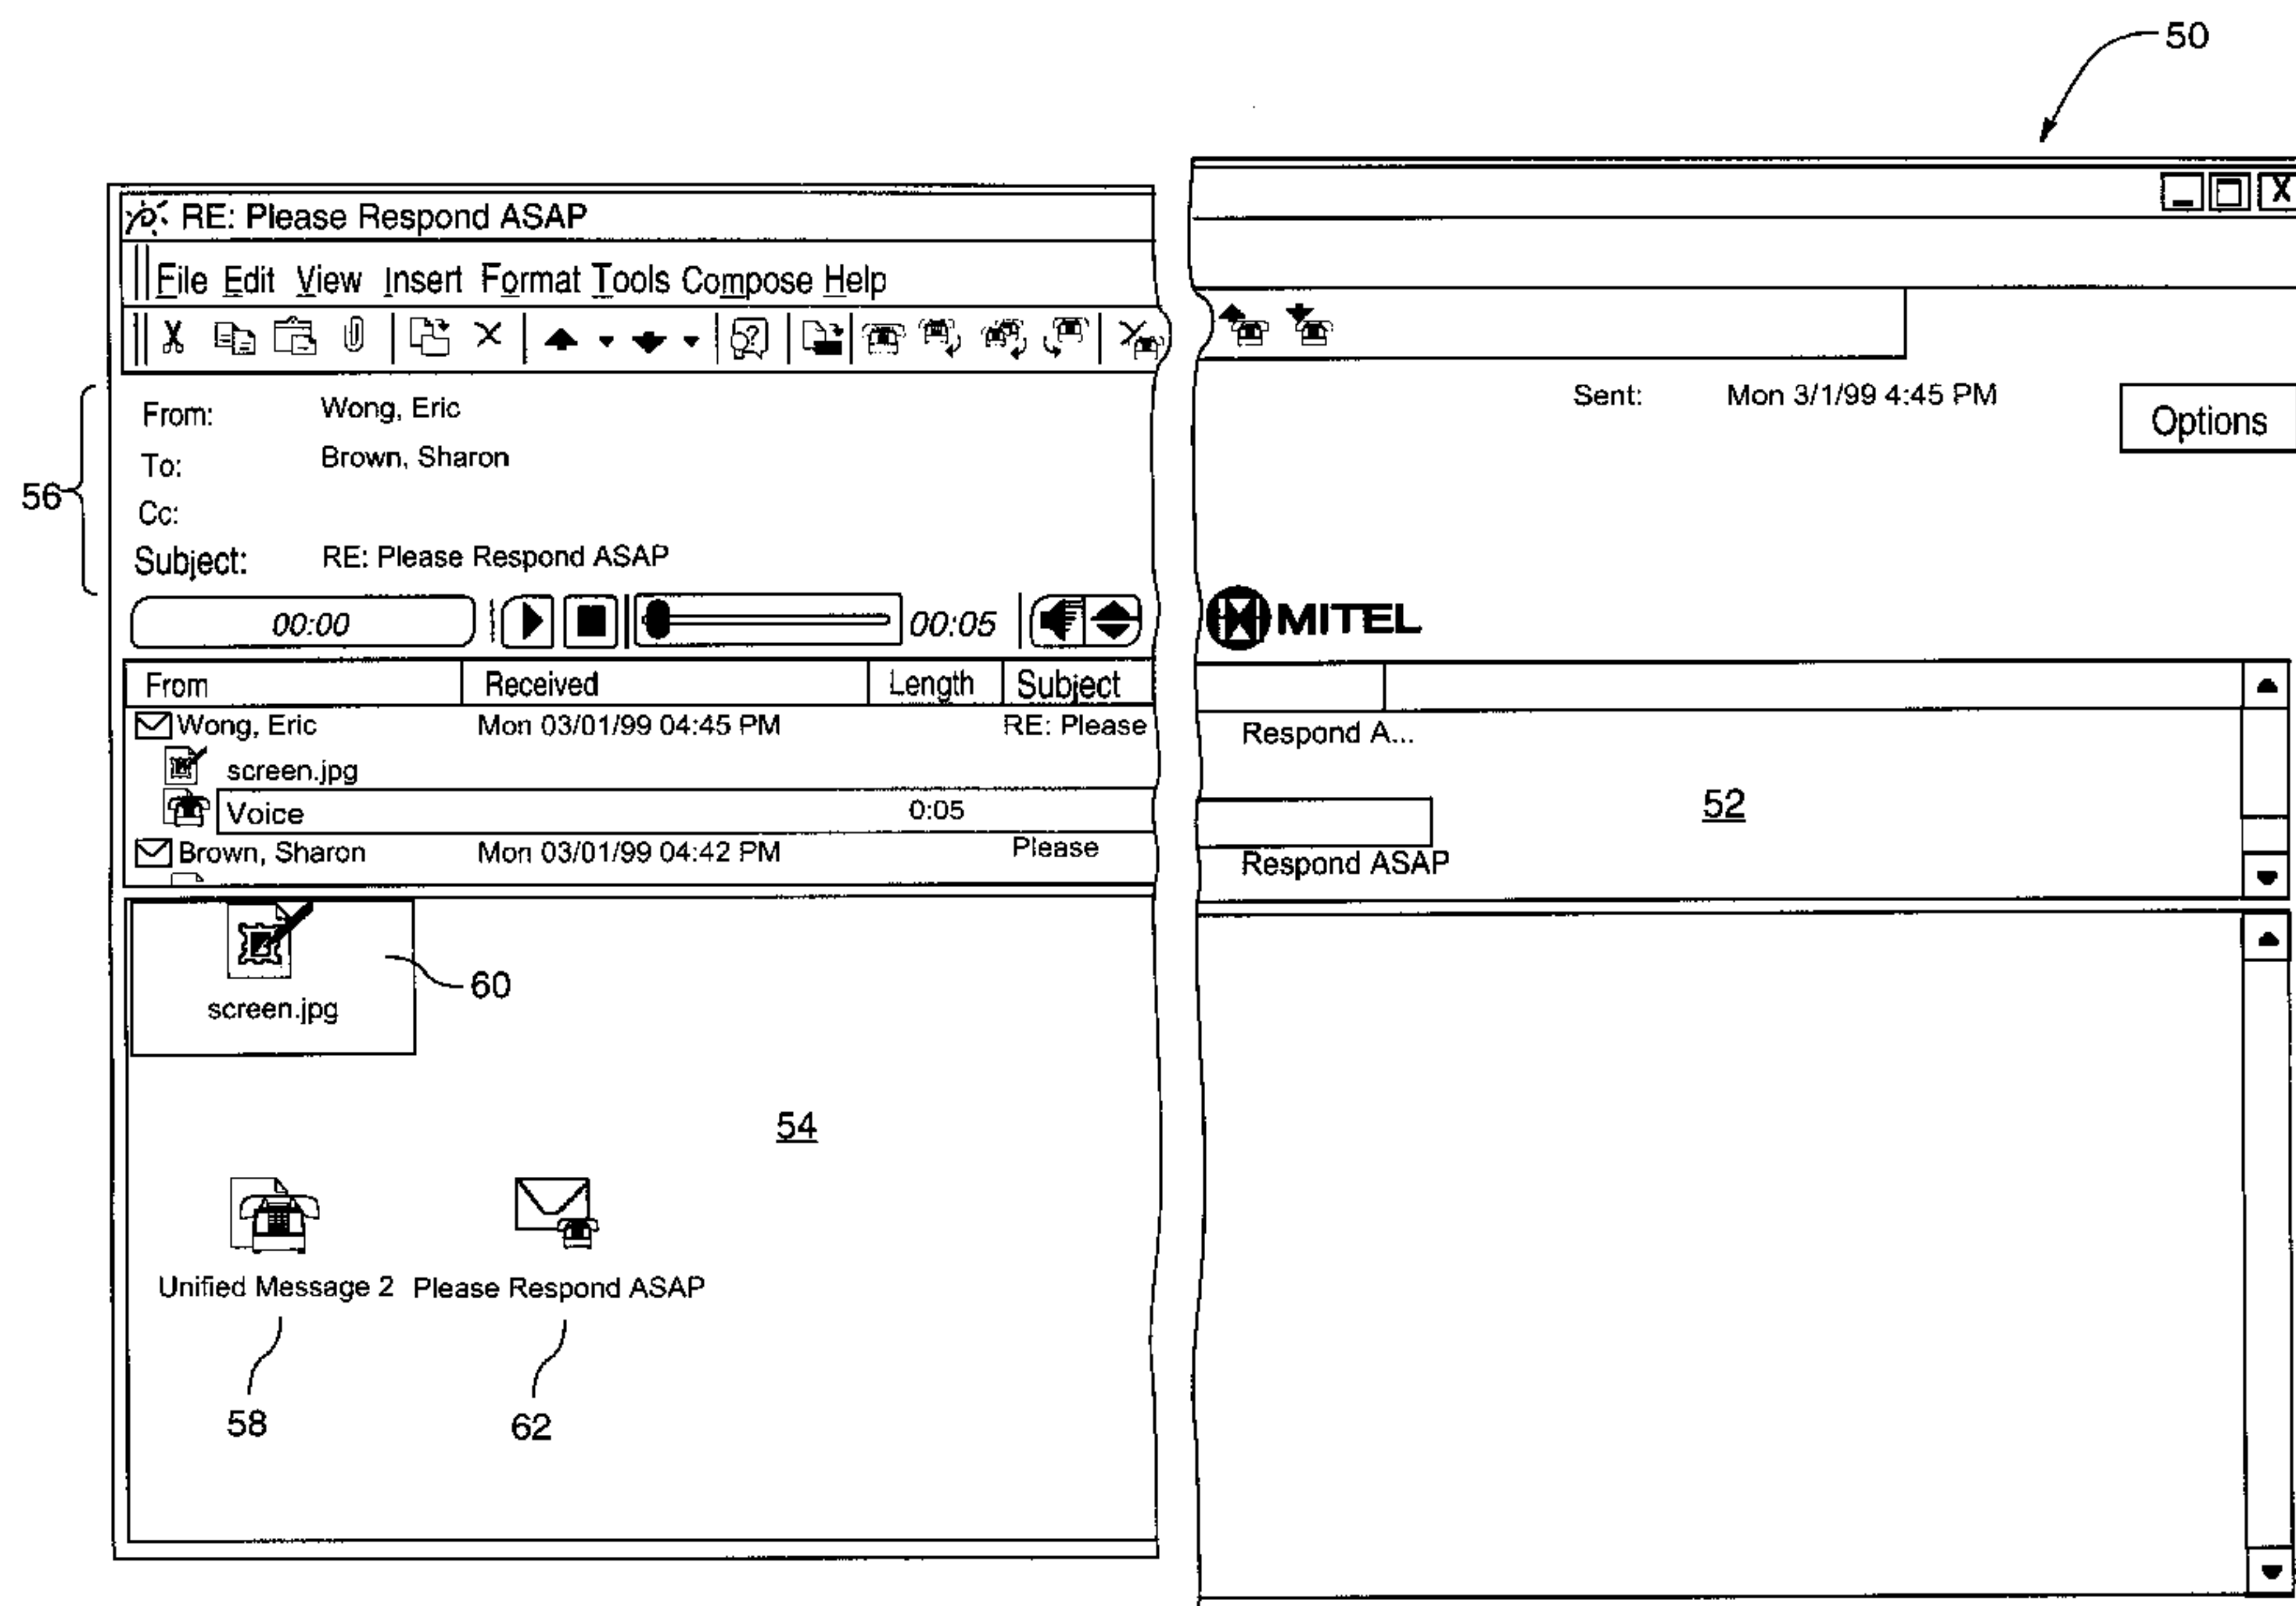 50
RE: Please Respond ASAP
X
File Edit View Insert Format Tools Compose Help
From: Wong, Eric
Sent: Mon 3/1/99 4:45 PM
Options
To: Brown, Sharon
56
Cc:
Subject: RE: Please Respond ASAP
00:00 00:05 MITEL
From Received Length Subject
Wong, Eric Mon 03/01/99 04:45 PM RE: Please Respond A...
screen.jpg
Voice 0:05
52
Brown, Sharon Mon 03/01/99 04:42 PM Please Respond ASAP
60
screen.jpg
54
Unified Message 2 Please Respond ASAP
58 62